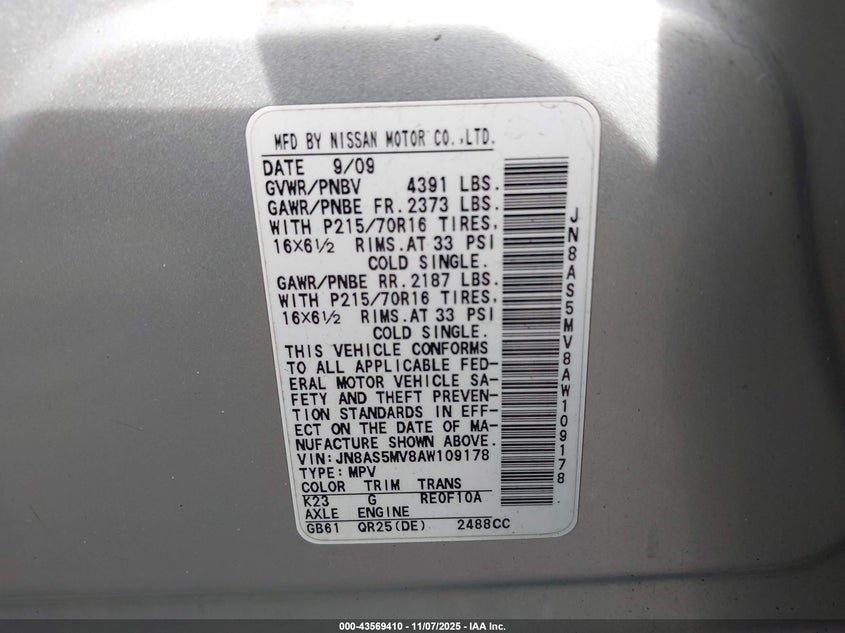 MFD BY NISSAN MOTOR CO.,LTD.
DATE 9/09
GVWR/PNBV 4391 LBS.
GAWR/PNBE FR.2373 LBS.
WITH P215/70R16 TIRES,
16X6½ RIMS.AT 33 PSI
COLD SINGLE.
GAWR/PNBE RR.2187 LBS.
WITH P215/70R16 TIRES,
16X6½ RIMS.AT 33 PSI
COLD SINGLE.
THIS VEHICLE CONFORMS
TO ALL APPLICABLE FED-
ERAL MOTOR VEHICLE SA-
FETY AND THEFT PREVEN-
TION STANDARDS IN EFF-
ECT ON THE DATE OF MA-
NUFACTURE SHOWN ABOVE.
VIN:JN8AS5MV8AW109178
TYPE:MPV
COLOR TRIM TRANS
K23 G RE0F10A
AXLE ENGINE
GB61 QR25(DE) 2488CC
JN8AS5MV8AW109178
000-43569410 | 11/07/2025 - IAA Inc.